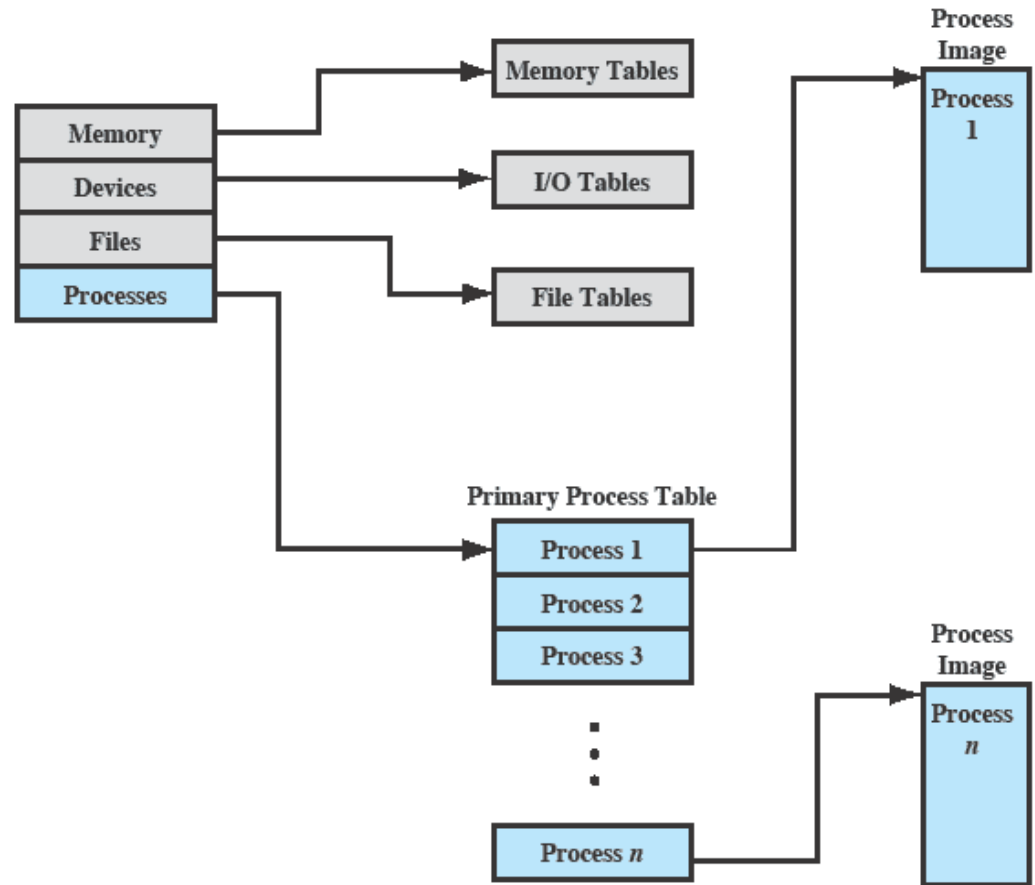 Memory
Devices
Files
Processes
Memory Tables
I/O Tables
File Tables
Primary Process Table
Process 1
Process 2
Process 3
Process n
Process
Image
Process
1
Process
Image
Process
n